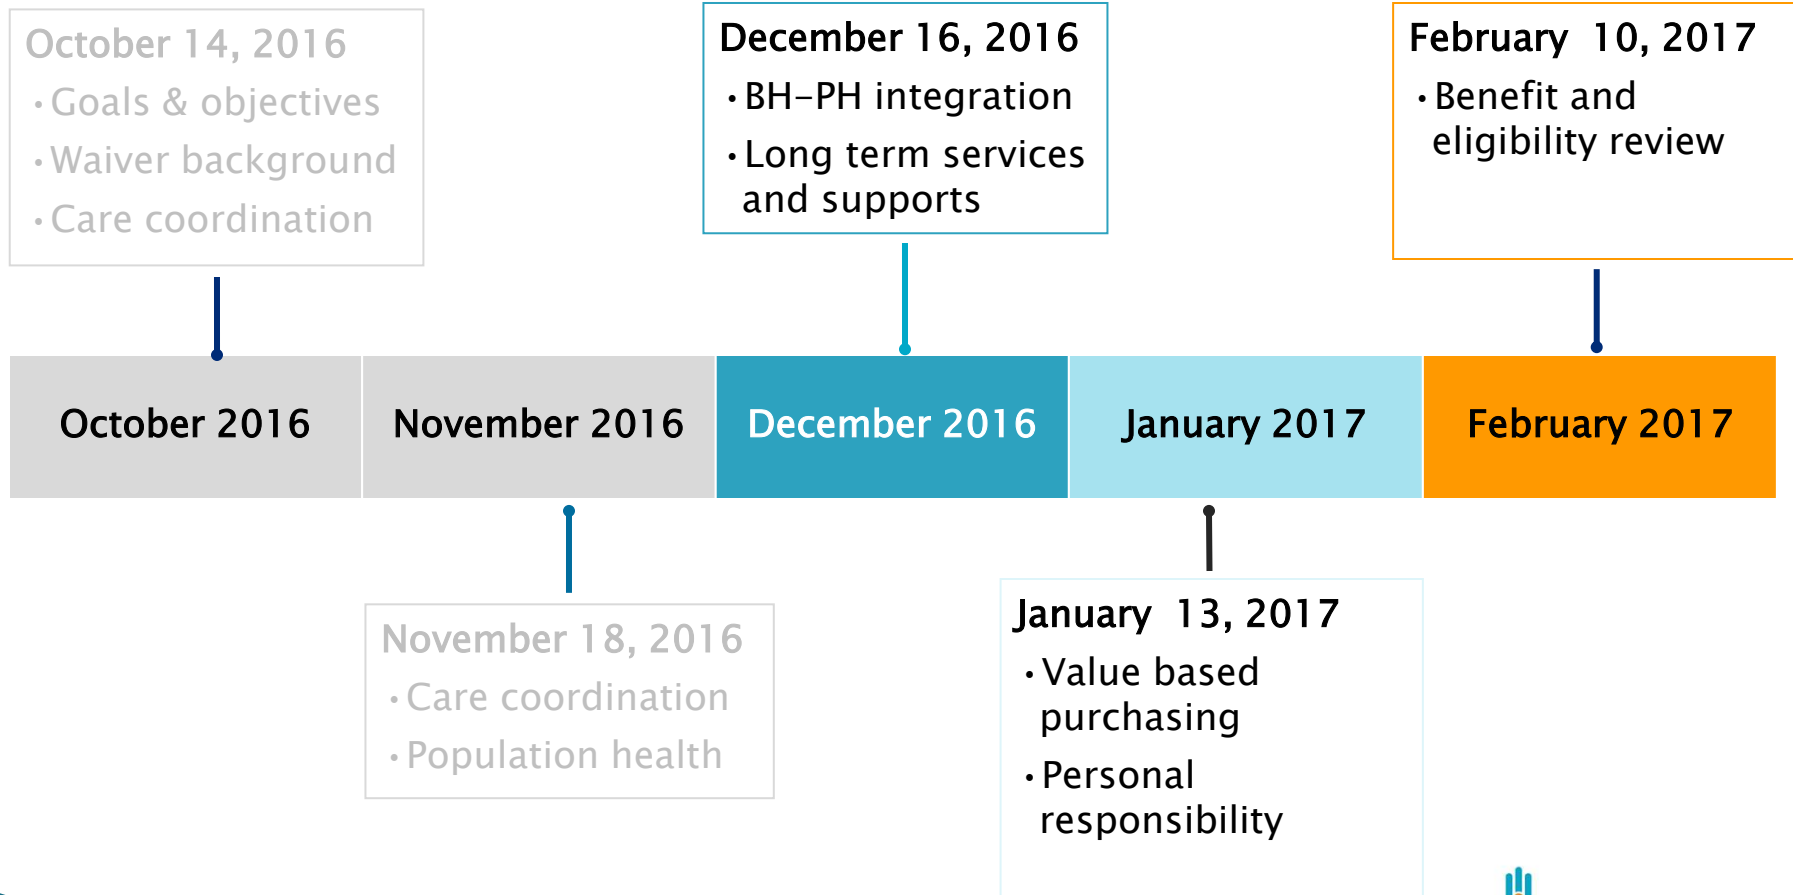 October 14, 2016
• Goals & objectives
• Waiver background
• Care coordination
December 16, 2016
• BH-PH integration
• Long term services
and supports
February 10, 2017
• Benefit and
eligibility review
October 2016
November 2016
December 2016
January 2017
February 2017
November 18, 2016
• Care coordination
• Population health
January 13, 2017
• Value based
purchasing
• Personal
responsibility